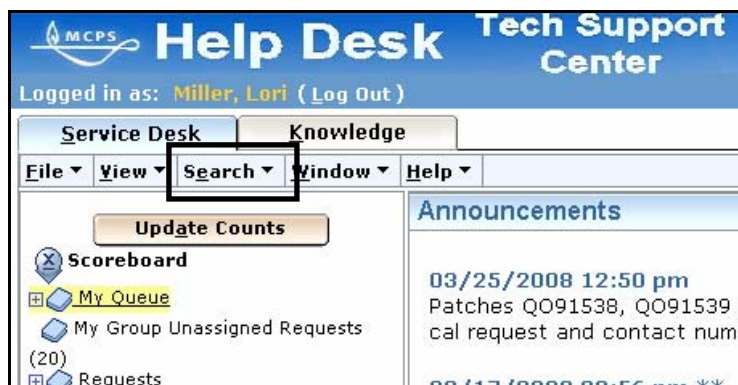 MCPS Help Desk
Tech Support
Center
Logged in as: Miller, Lori ( Log Out )
Service Desk
Knowledge
File View Search Window Help
Update Counts
Scoreboard
My Queue
My Group Unassigned Requests
(20)
Requests
Announcements
03/25/2008 12:50 pm
Patches QO91538, QO91539
cal request and contact num